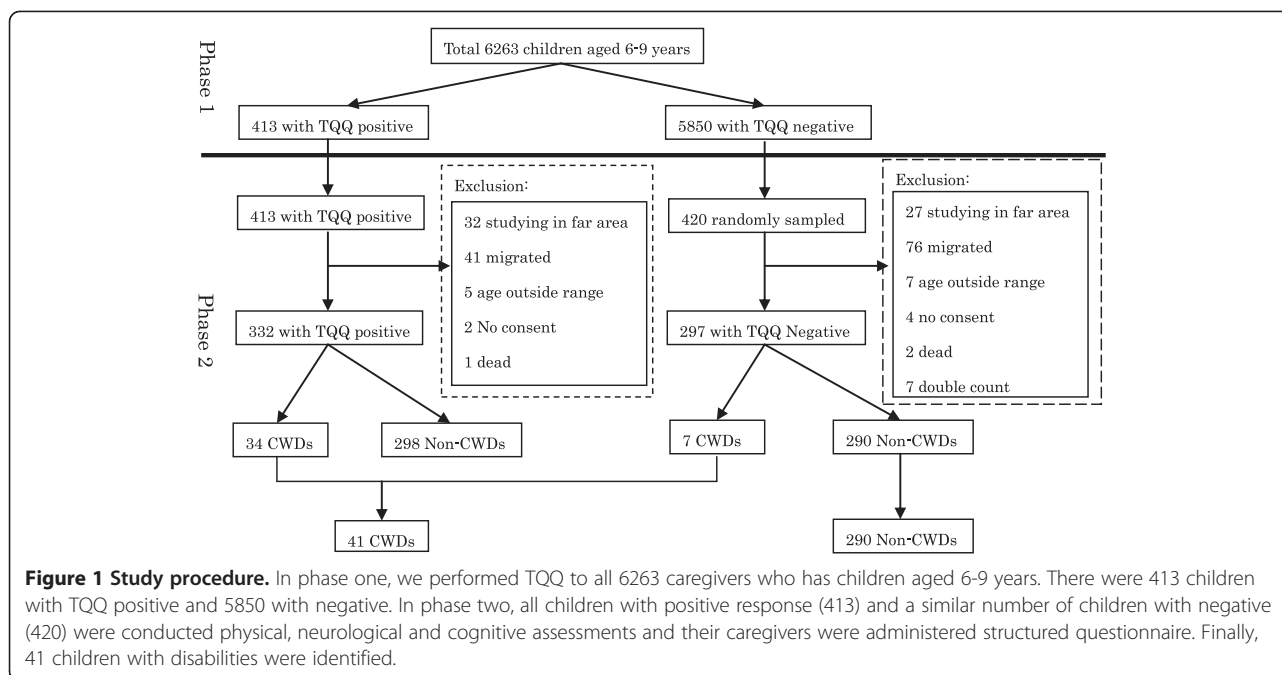 Phase 1
Total 6263 children aged 6-9 years
413 with TQQ positive
5850 with TQQ negative
Phase 2
413 with TQQ positive
Exclusion:
32 studying in far area
41 migrated
5 age outside range
2 No consent
1 dead
420 randomly sampled
Exclusion:
27 studying in far area
76 migrated
7 age outside range
4 no consent
2 dead
7 double count
332 with TQQ positive
297 with TQQ Negative
34 CWDs
298 Non-CWDs
7 CWDs
290 Non-CWDs
41 CWDs
290 Non-CWDs
Figure 1 Study procedure. In phase one, we performed TQQ to all 6263 caregivers who has children aged 6-9 years. There were 413 children
with TQQ positive and 5850 with negative. In phase two, all children with positive response (413) and a similar number of children with negative
(420) were conducted physical, neurological and cognitive assessments and their caregivers were administered structured questionnaire. Finally,
41 children with disabilities were identified.